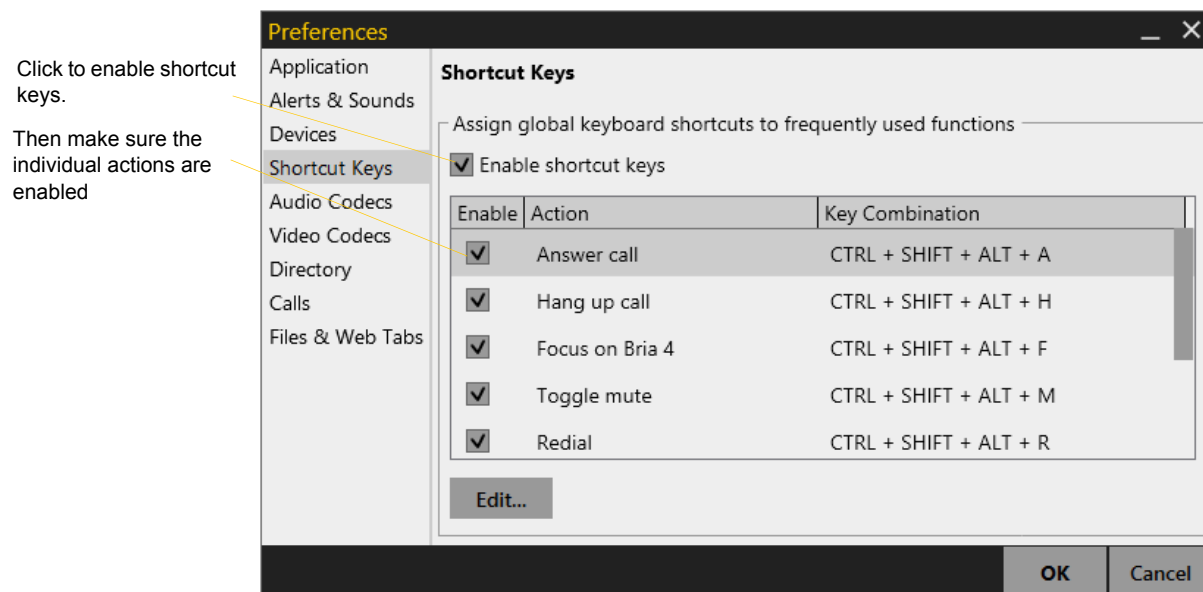 Click to enable shortcut
keys.
Then make sure the
individual actions are
enabled
Preferences
Application
Alerts & Sounds
Devices
Shortcut Keys
Audio Codecs
Video Codecs
Directory
Calls
Files & Web Tabs
Shortcut Keys
Assign global keyboard shortcuts to frequently used functions
Enable shortcut keys
Enable Action Key Combination
Answer call CTRL + SHIFT + ALT + A
Hang up call CTRL + SHIFT + ALT + H
Focus on Bria 4 CTRL + SHIFT + ALT + F
Toggle mute CTRL + SHIFT + ALT + M
Redial CTRL + SHIFT + ALT + R
Edit...
OK Cancel